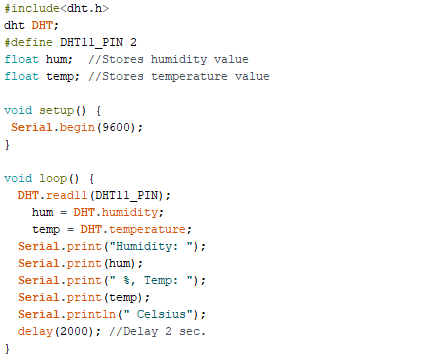 #include<dht.h>
dht DHT;
#define DHT11_PIN 2
float hum;  //Stores humidity value
float temp; //Stores temperature value

void setup() {
 Serial.begin(9600);
}

void loop() {
  DHT.read11(DHT11_PIN);
    hum = DHT.humidity;
    temp = DHT.temperature;
  Serial.print("Humidity: ");
  Serial.print(hum);
  Serial.print(" %, Temp: ");
  Serial.print(temp);
  Serial.println(" Celsius");
  delay(2000); //Delay 2 sec.
}